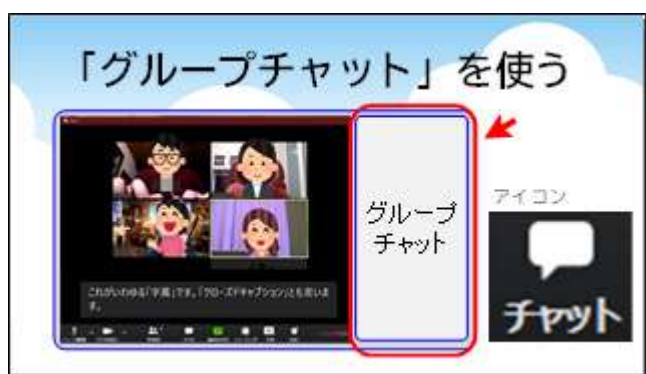 「グループチャット」を使う
グループ
チャット
アイコン
チャット
これがいわゆる「字幕」です。「クローズドキャプション」とも言いま
す。